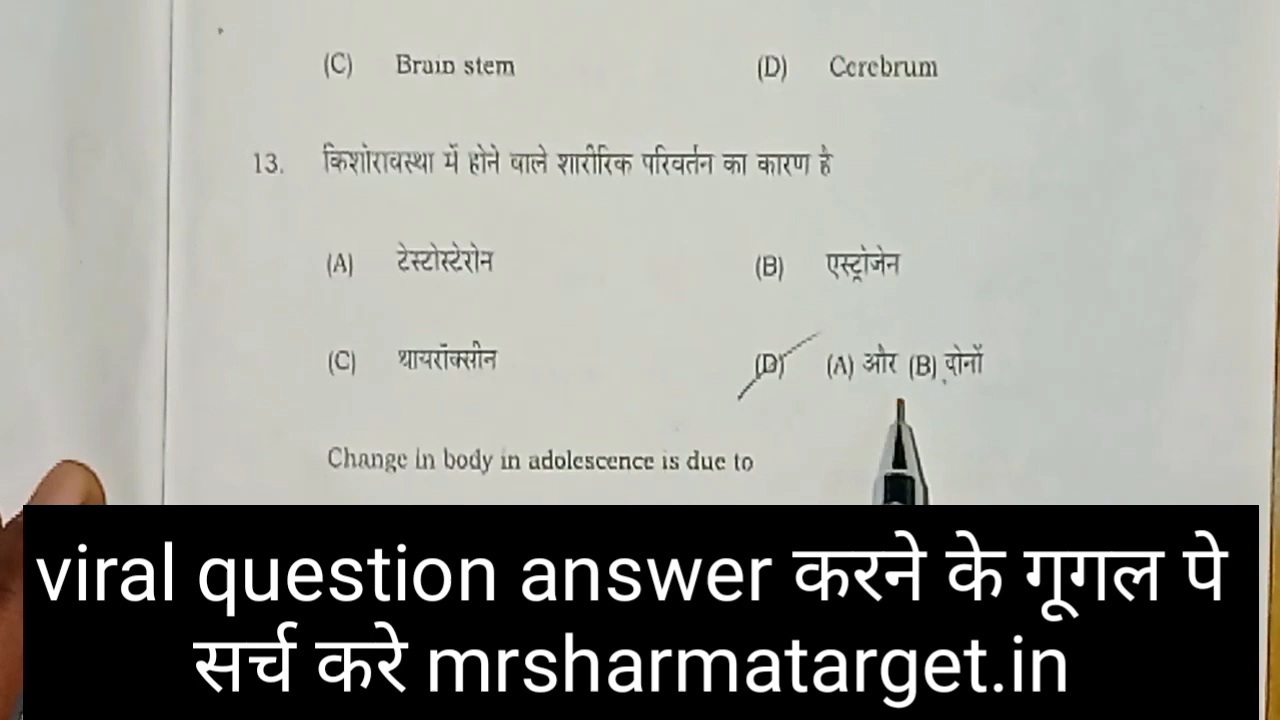 (C) Brain stem (D) Cerebrum
13. किशोरावस्था में होने वाले शारीरिक परिवर्तन का कारण है
(A) टेस्टोस्टेरोन (B) एस्ट्रोजेन
(C) थायरॉक्सीन (D) (A) और (B) दोनों
Change in body in adolescence is due to
viral question answer करने के गूगल पे
सर्च करे mrsharmatarget.in